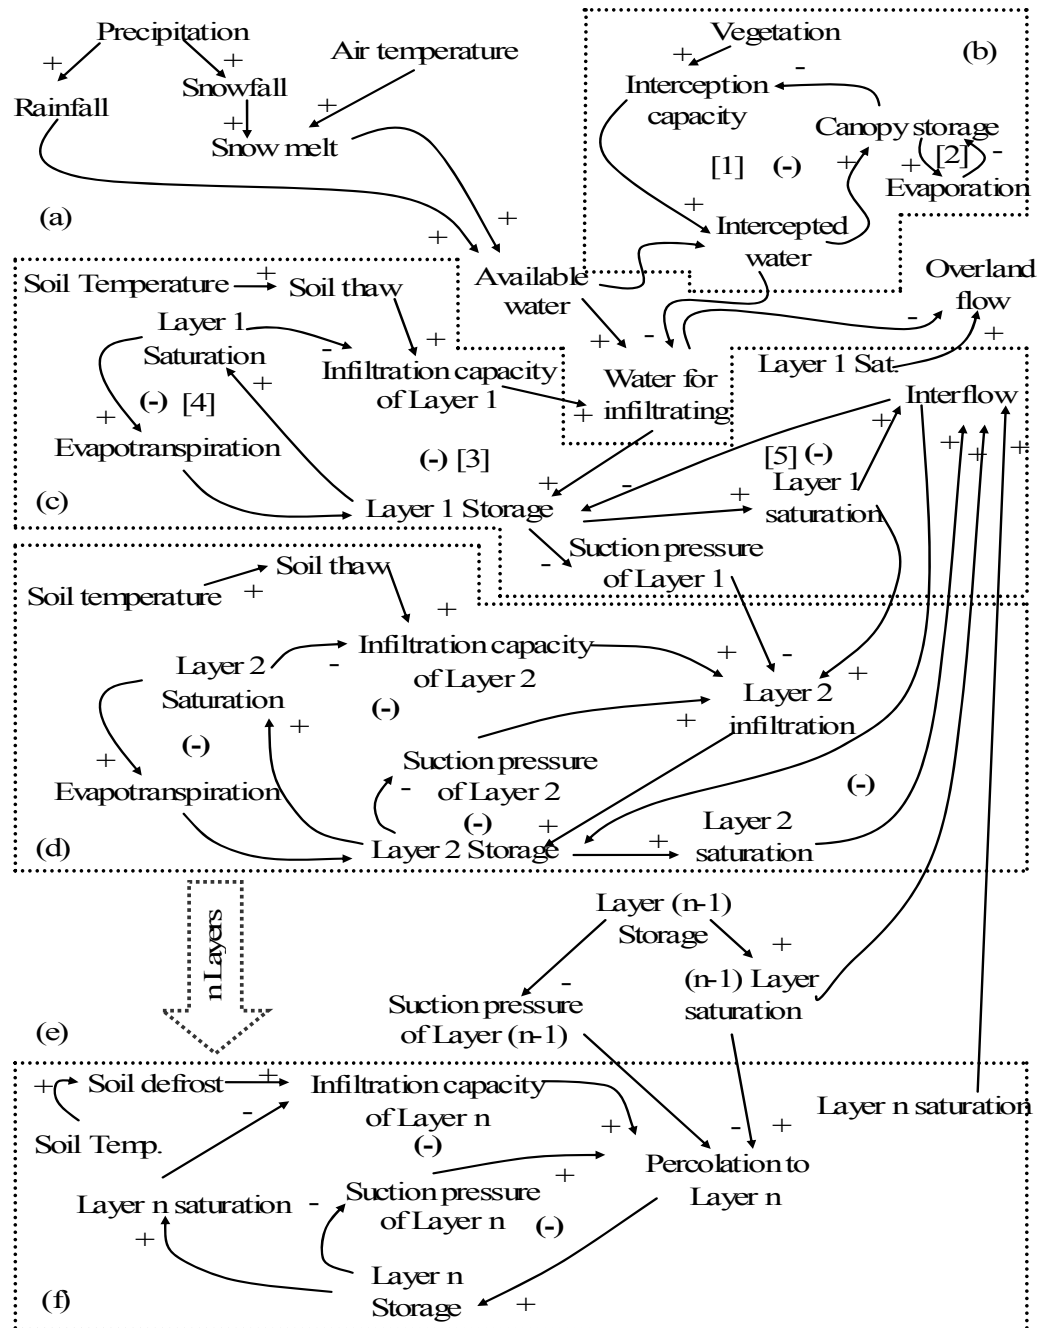 Precipitation
+
+
Rainfall
Snowfall
+
Snow melt
Air temperature
+
(a)
+
+
Available
water
Vegetation
(b)
+
-
Interception
capacity
Canopy storage
[1] (-)
+
+
[2]
-
Evaporation
+
Intercepted
water
Overland
flow
-
+
Layer 1 Sat.
+
-
Water for
infiltrating
Soil Temperature
+
Soil thaw
Layer 1
Saturation
-
+
Infiltration capacity
of Layer 1
+
+
(-) [4]
+
Evapotranspiration
(-) [3]
(c)
Layer 1 Storage
+
-
[5] (-)
+
Interflow
+
+
+
+
Layer 1
saturation
-
Suction pressure
of Layer 1
Soil thaw
Soil temperature
+
+
Infiltration capacity
of Layer 2
Layer 2
Saturation
-
(-)
+
(-)
+
Evapotranspiration
+
-
+
Layer 2
infiltration
+
Suction pressure
of Layer 2
-
(-)
+
(-)
(d)
Layer 2 Storage
+
Layer 2
saturation
n Layers
(e)
Layer (n-1)
Storage
-
+
Suction pressure
of Layer (n-1)
(n-1) Layer
saturation
+
Soil defrost
+
Infiltration capacity
of Layer n
Soil Temp.
-
(-)
+
-
+
Percolation to
Layer n
Layer n saturation
Layer n saturation
-
Suction pressure
of Layer n
+
(-)
+
Layer n
Storage
+
(f)